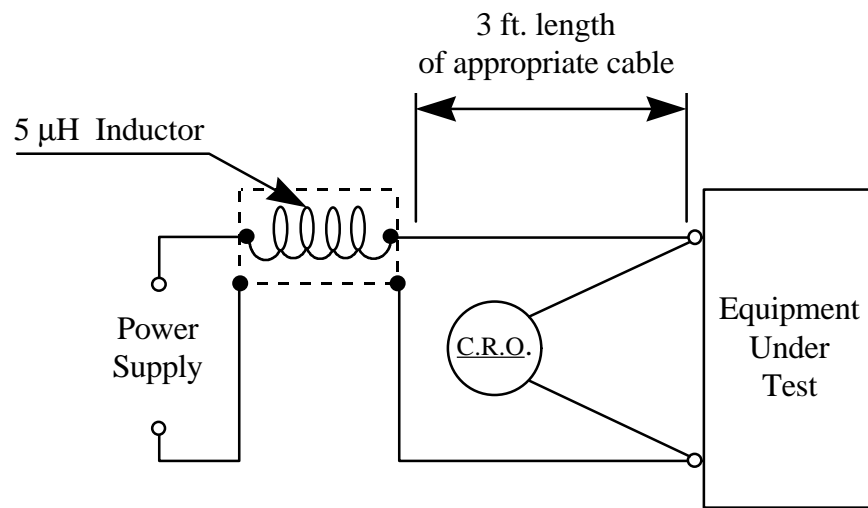 3 ft. length
of appropriate cable
5 μH Inductor
Power
Supply
C.R.O.
Equipment
Under
Test